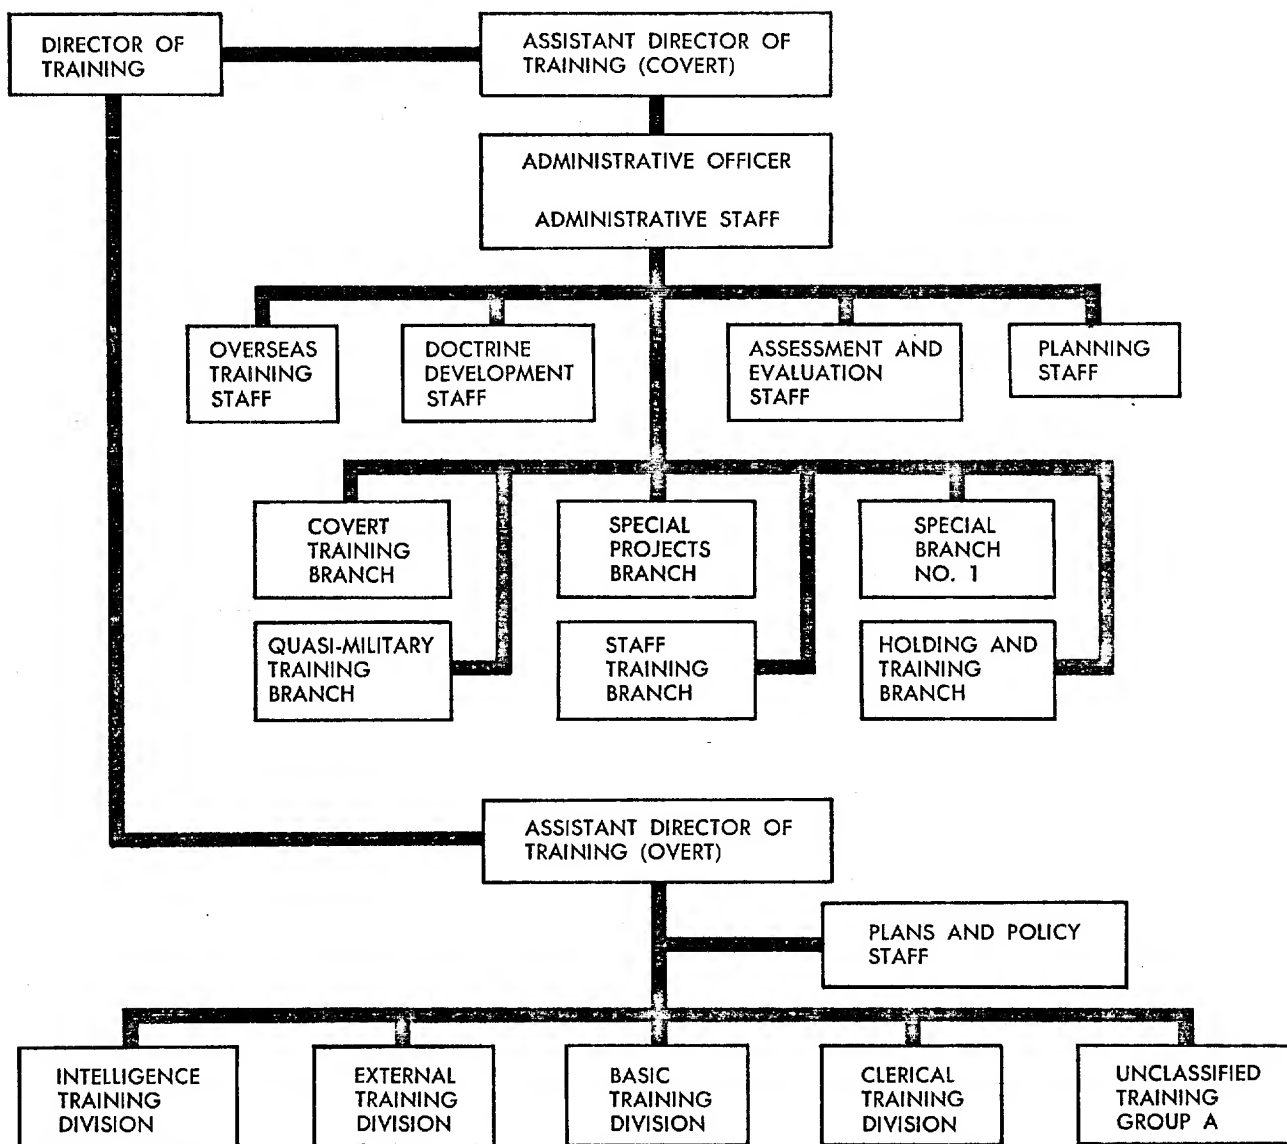 DIRECTOR OF
TRAINING
ASSISTANT DIRECTOR OF
TRAINING (COVERT)
ADMINISTRATIVE OFFICER
ADMINISTRATIVE STAFF
OVERSEAS
TRAINING
STAFF
DOCTRINE
DEVELOPMENT
STAFF
ASSESSMENT AND
EVALUATION
STAFF
PLANNING
STAFF
COVERT
TRAINING
BRANCH
SPECIAL
PROJECTS
BRANCH
SPECIAL
BRANCH
NO. 1
QUASI-MILITARY
TRAINING
BRANCH
STAFF
TRAINING
BRANCH
HOLDING AND
TRAINING
BRANCH
ASSISTANT DIRECTOR OF
TRAINING (OVERT)
PLANS AND POLICY
STAFF
INTELLIGENCE
TRAINING
DIVISION
EXTERNAL
TRAINING
DIVISION
BASIC
TRAINING
DIVISION
CLERICAL
TRAINING
DIVISION
UNCLASSIFIED
TRAINING
GROUP A